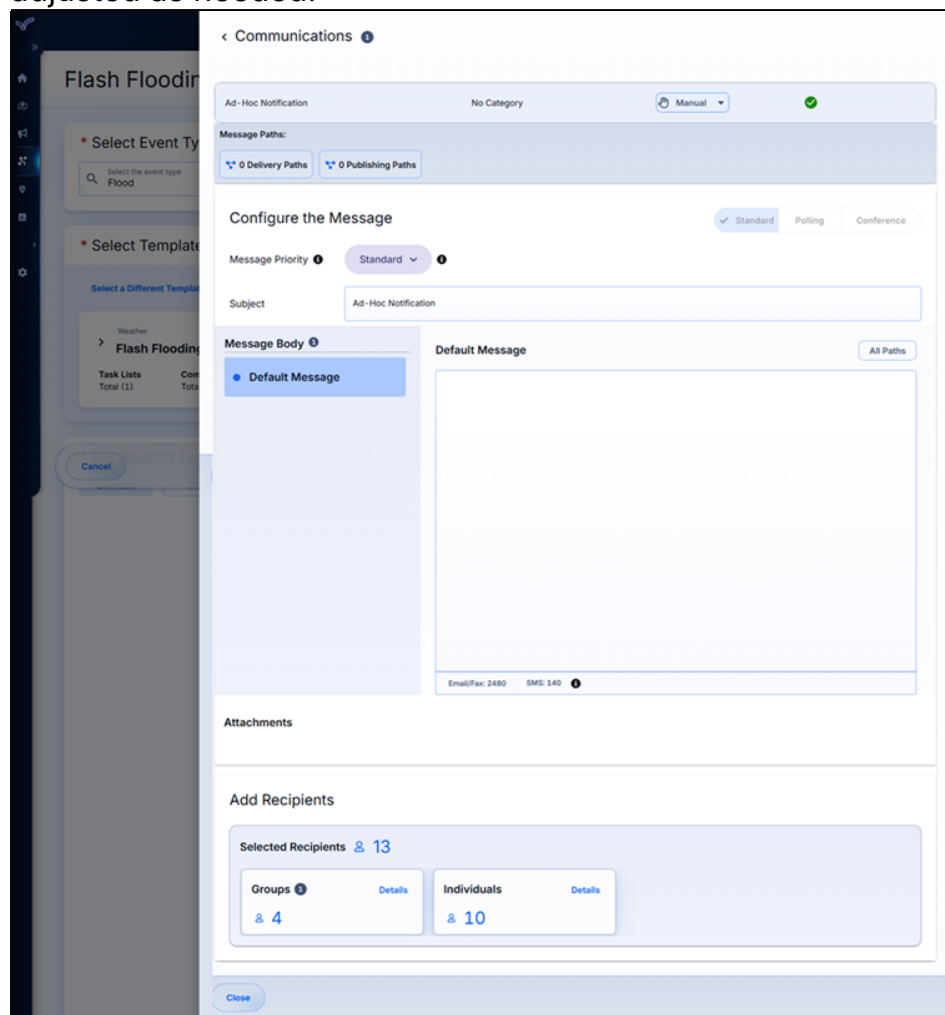 ‹ Communications
Flash Floodin
Ad-Hoc Notification No Category Manual
Message Paths:
0 Delivery Paths 0 Publishing Paths
* Select Event Ty
Select the event type
Flood
Configure the Message
Standard Polling Conference
Message Priority Standard
Subject Ad-Hoc Notification
* Select Template
Select a Different Templat
Weather
Flash Flooding
Task Lists Com
Total (1) Tota
Message Body
Default Message
Default Message All Paths
Cancel
Email/Fax: 2480 SMS: 140
Attachments
Add Recipients
Selected Recipients 13
Groups Details
4
Individuals Details
10
Close